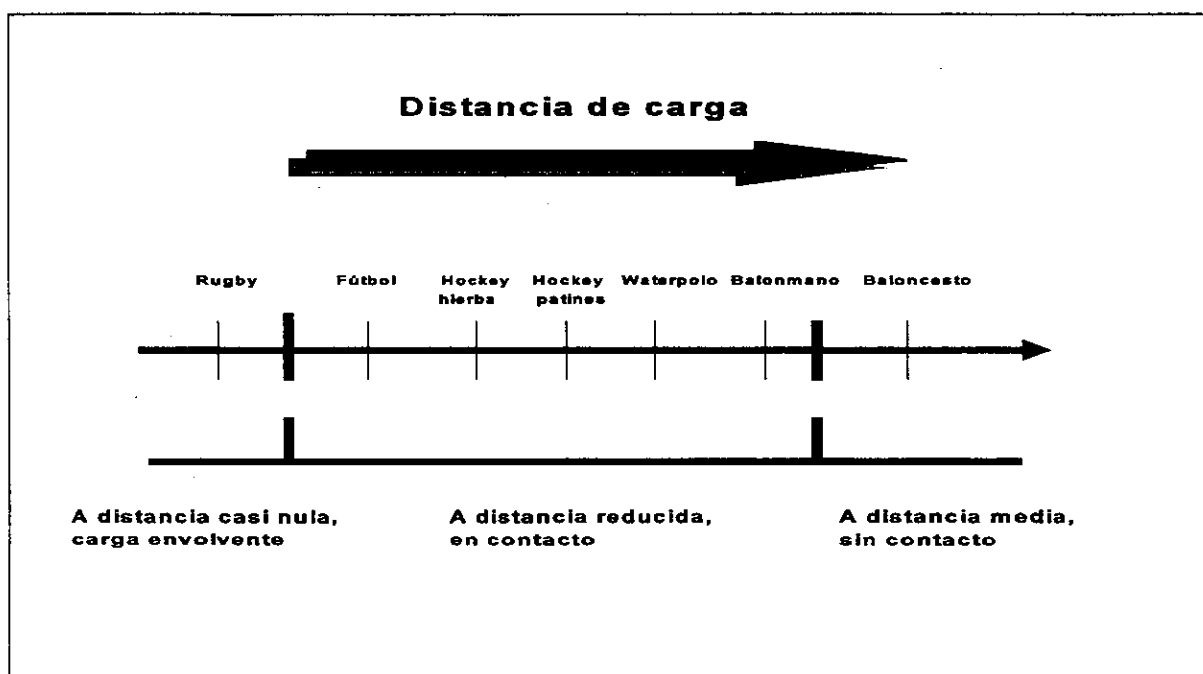 Distancia de carga
Rugby Fútbol Hockey Hockey Waterpolo Balonmano Baloncesto
hierba patines
A distancia casi nula, A distancia reducida, A distancia media,
carga envolvente en contacto sin contacto